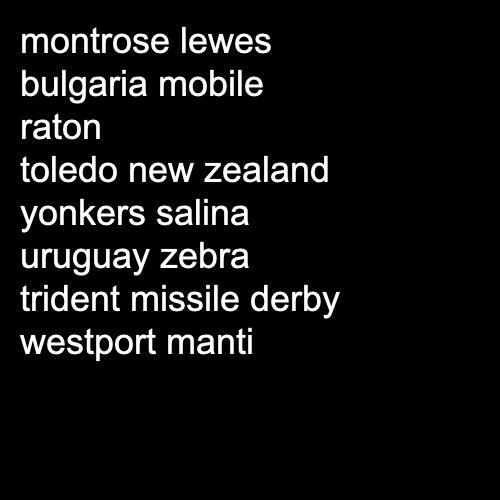 montrose lewes
bulgaria mobile
raton
toledo new zealand
yonkers salina
uruguay zebra
trident missile derby
westport manti